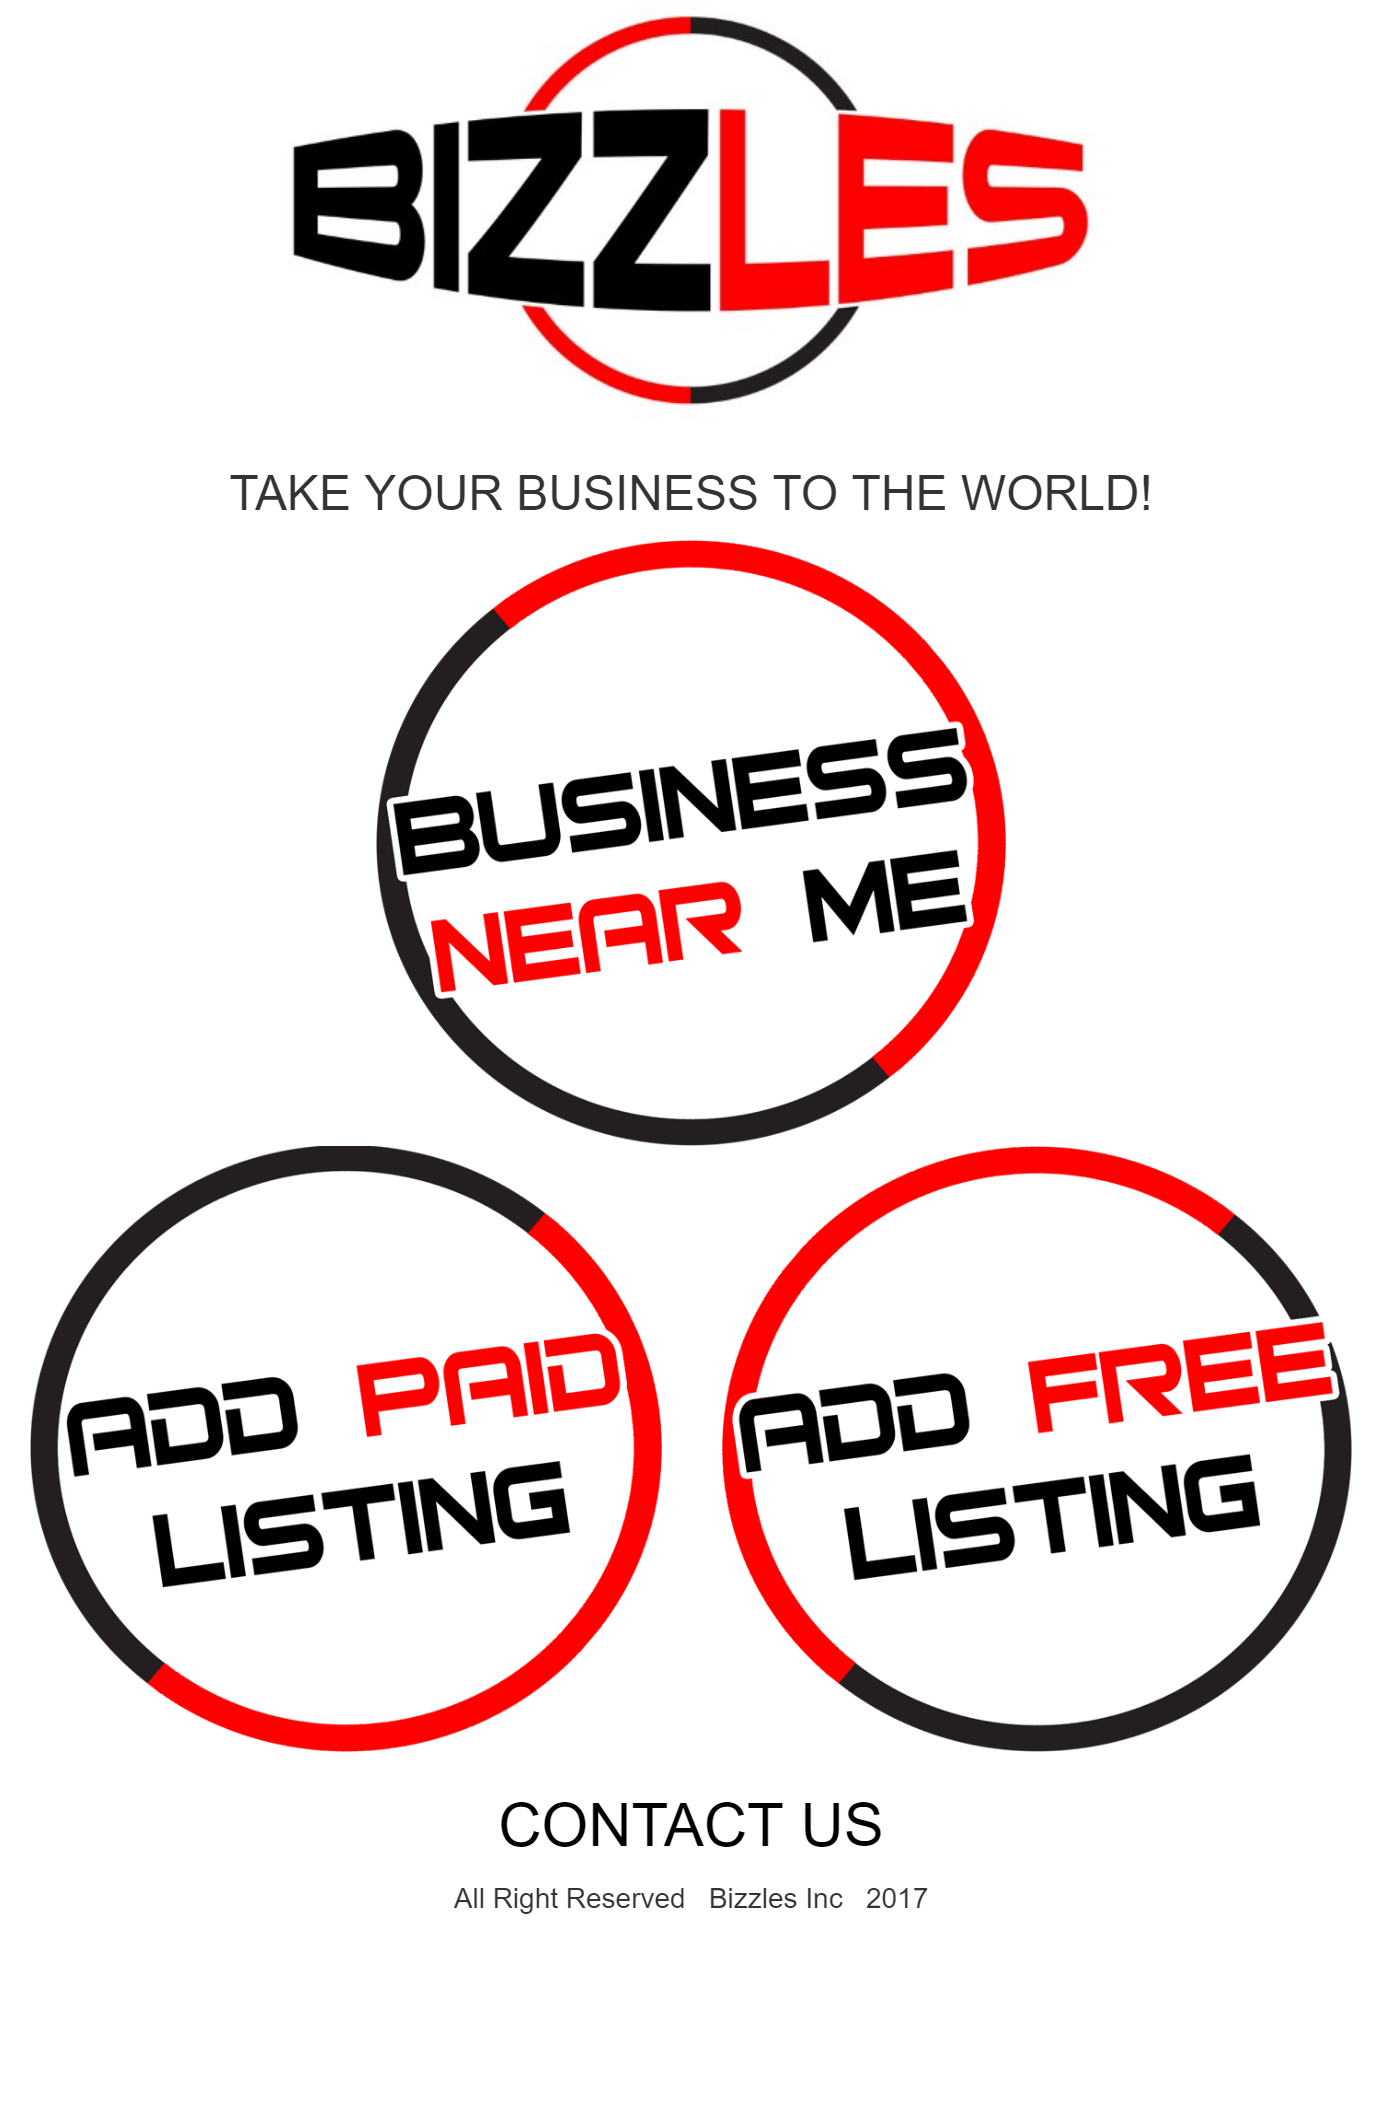 BIZZLES
TAKE YOUR BUSINESS TO THE WORLD!
BUSINESS
NEAR ME
ADD PAID
LISTING
ADD FREE
LISTING
CONTACT US
All Right Reserved Bizzles Inc 2017